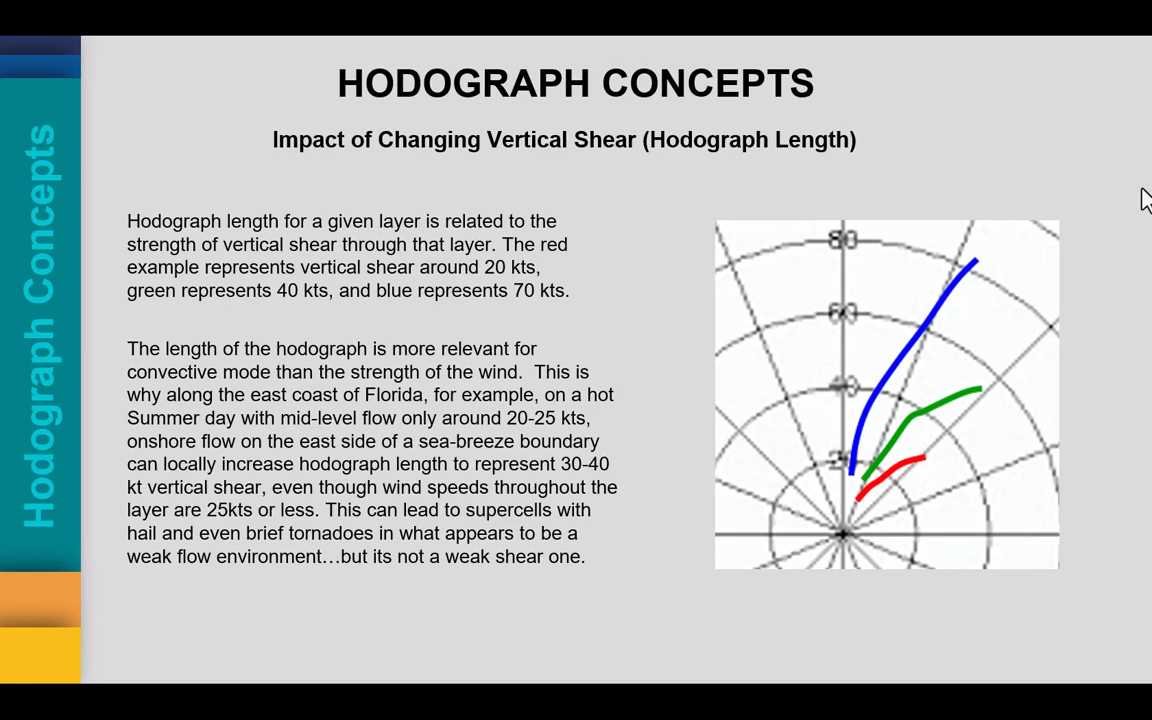 HODOGRAPH CONCEPTS
Impact of Changing Vertical Shear (Hodograph Length)
Hodograph Concepts
Hodograph length for a given layer is related to the
strength of vertical shear through that layer. The red
example represents vertical shear around 20 kts,
green represents 40 kts, and blue represents 70 kts.
The length of the hodograph is more relevant for
convective mode than the strength of the wind.  This is
why along the east coast of Florida, for example, on a hot
Summer day with mid-level flow only around 20-25 kts,
onshore flow on the east side of a sea-breeze boundary
can locally increase hodograph length to represent 30-40
kt vertical shear, even though wind speeds throughout the
layer are 25kts or less. This can lead to supercells with
hail and even brief tornadoes in what appears to be a
weak flow environment…but its not a weak shear one.
80
60
40
20